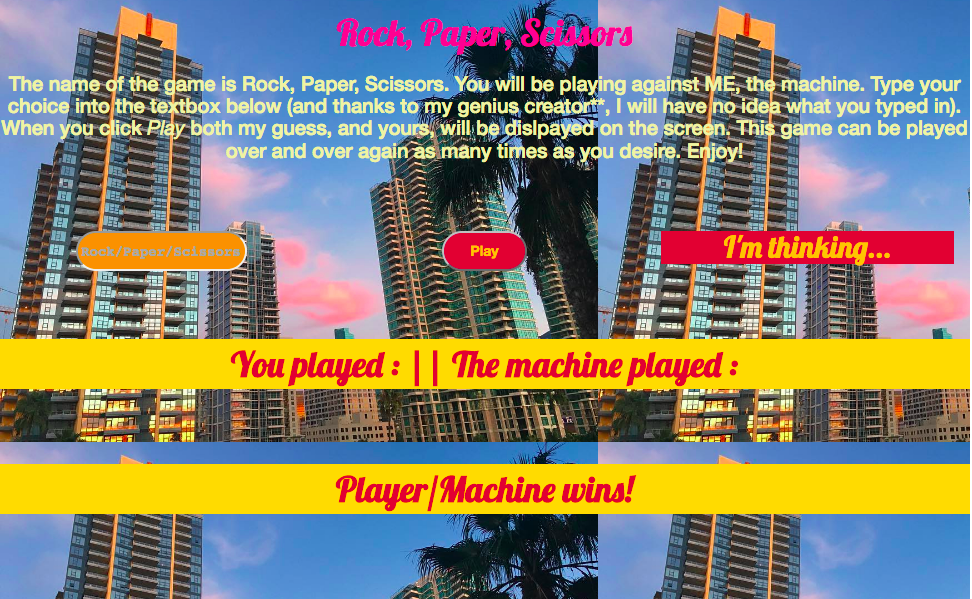 Rock, Paper, Scissors
The name of the game is Rock, Paper, Scissors. You will be playing against ME, the machine. Type your
choice into the textbox below (and thanks to my genius creator**, I will have no idea what you typed in).
When you click Play both my guess, and yours, will be dislpayed on the screen. This game can be played
over and over again as many times as you desire. Enjoy!
Rock/Paper/Scissors
Play
I'm thinking...
You played : || The machine played :
Player/Machine wins!